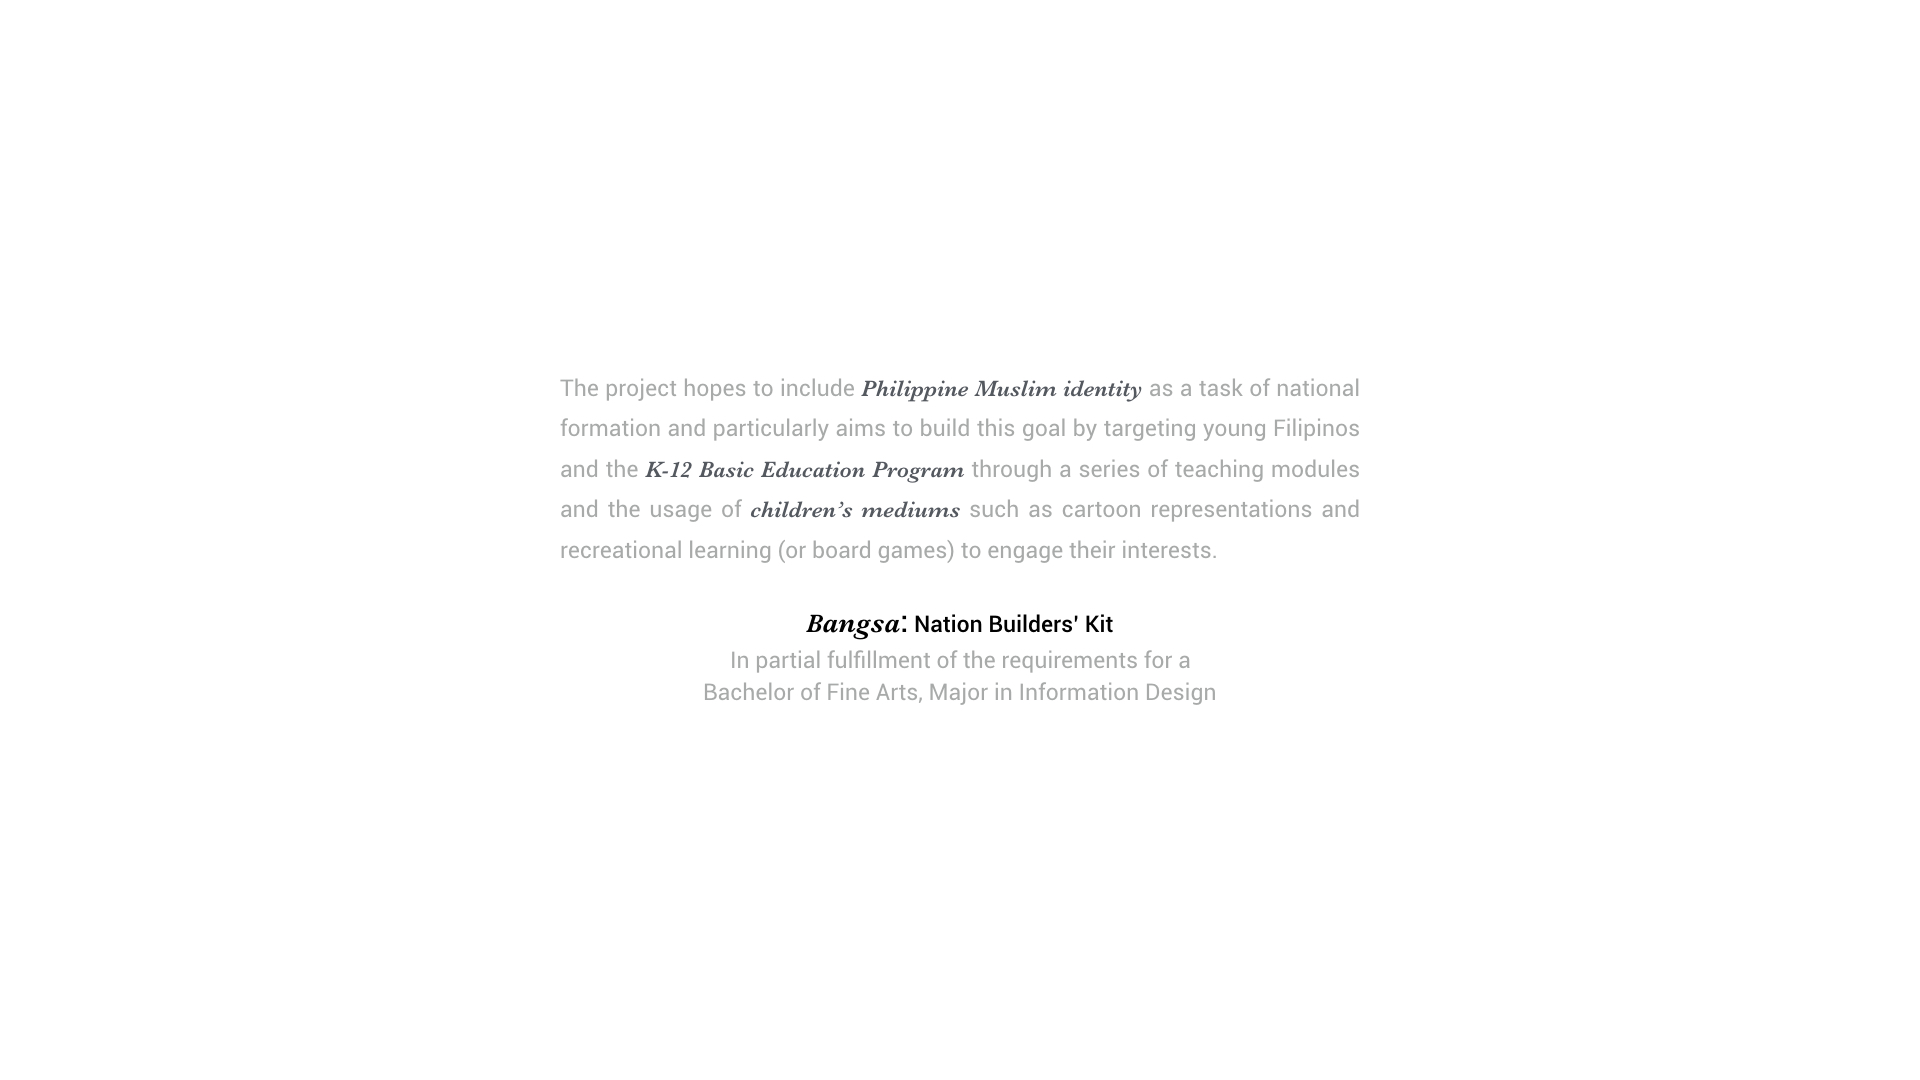 The project hopes to include Philippine Muslim identity as a task of national
formation and particularly aims to build this goal by targeting young Filipinos
and the K-12 Basic Education Program through a series of teaching modules
and the usage of children’s mediums such as cartoon representations and
recreational learning (or board games) to engage their interests.
Bangsa: Nation Builders' Kit
In partial fulfillment of the requirements for a
Bachelor of Fine Arts, Major in Information Design